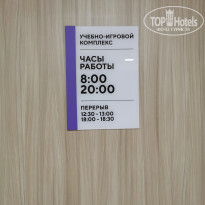 TOP Hotels
УЧЕБНО-ИГРОВОЙ
КОМПЛЕКС
ЧАСЫ
РАБОТЫ
8:00
20:00
ПЕРЕРЫВ
12:30 - 13:00
18:00 - 18:30